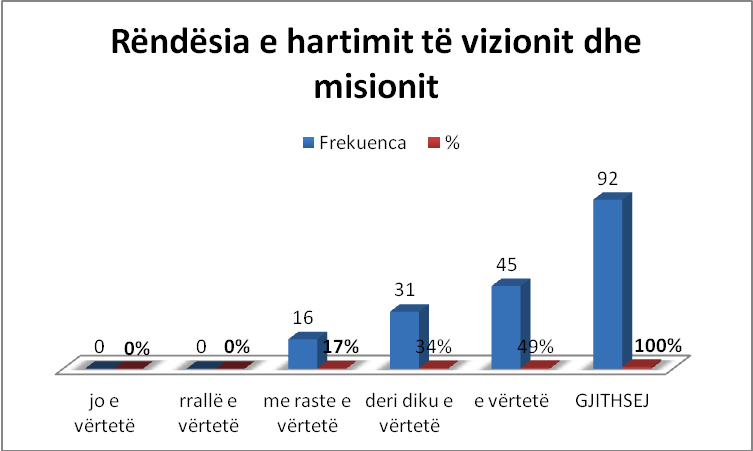 Rëndësia e hartimit të vizionit dhe
misionit
Frekuenca %
92
45
31
16
0 0% 0 0% 17% 34% 49% 100%
jo e rrallë e me raste e deri diku e e vërtetë GJITHSEJ
vërtetë vërtetë vërtetë vërtetë